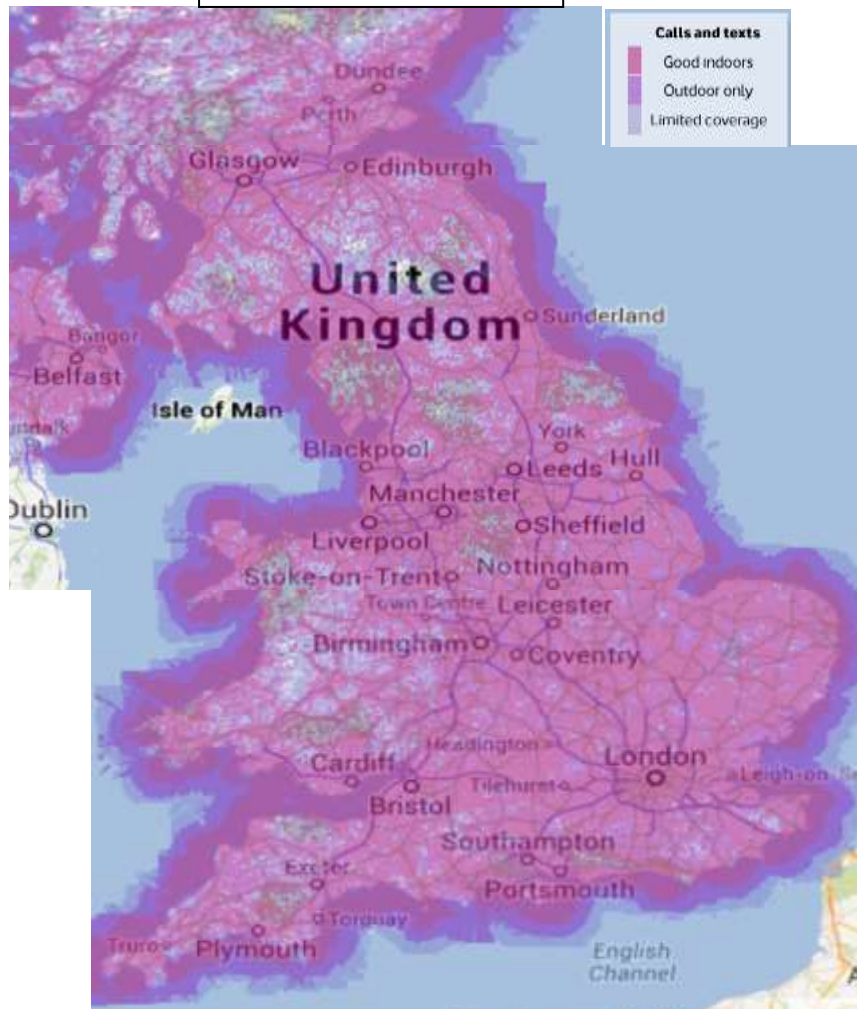 Calls and texts
Good indoors
Outdoor only
Limited coverage
Dundee
Perth
Glasgow
Edinburgh
United
Kingdom
Sunderland
Bangor
Belfast
Isle of Man
York
Blackpool
Leeds
Hull
Manchester
Dublin
Sheffield
Liverpool
Nottingham
Stoke-on-Trent
Town Centre
Leicester
Birmingham
Coventry
Headington
London
Cardiff
Tilehurst
Leigh-on-Se
Bristol
Southampton
Exeter
Portsmouth
Torquay
Truro
Plymouth
English
Channel
A